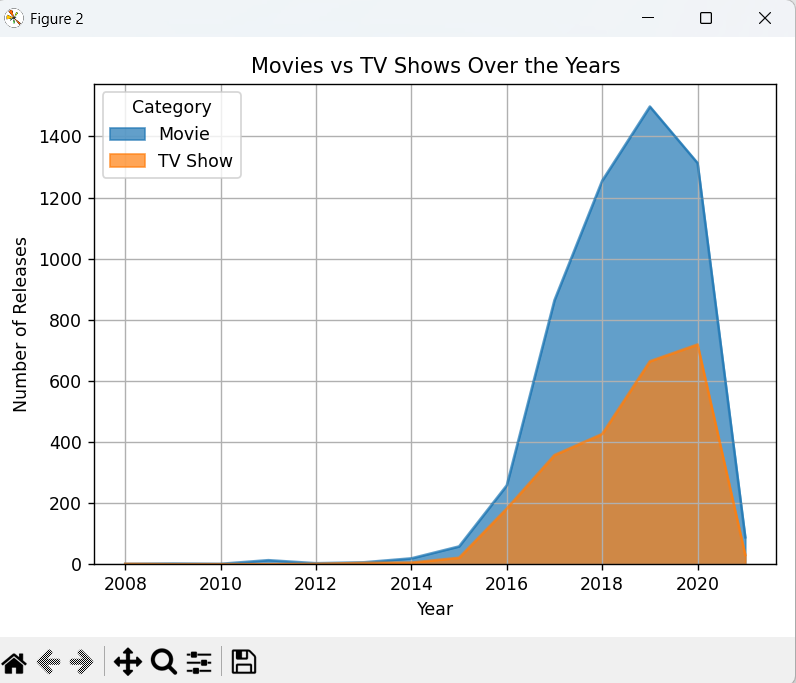 Figure 2
Movies vs TV Shows Over the Years
Category
Movie
TV Show
1400
1200
1000
800
600
400
200
0
Number of Releases
2008 2010 2012 2014 2016 2018 2020
Year